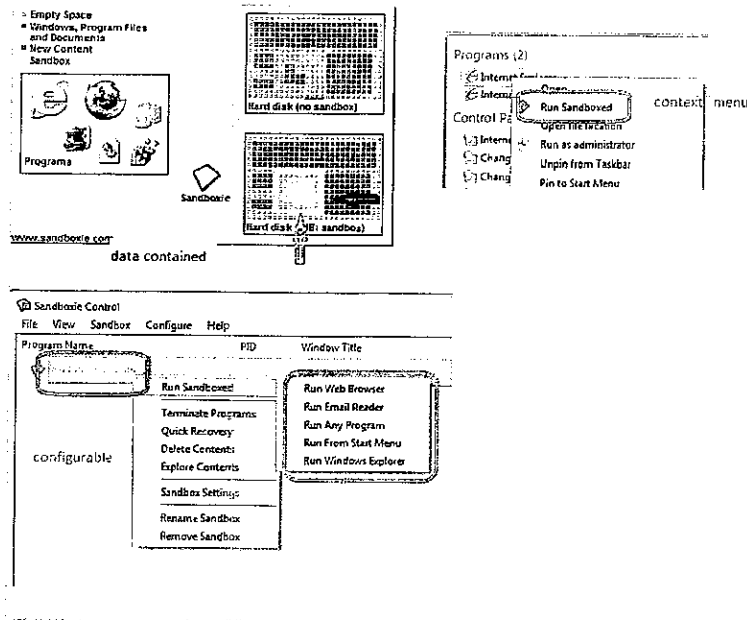 Empty Space
Windows, Program Files
and Documents
New Content
Sandbox
Programs
Hard disk (no sandbox)
Sandboxie
Hard disk
sandbox)
www.sandboxie.com
data contained
Programs (2)
Open
Run Sandboxed
context menu
Control Pa
Open file location
Run as administrator
Chang
Unpin from Taskbar
Chang
Pin to Start Menu
Sandboxie Control
File View Sandbox Configure Help
Program Name PID Window Title
Run Sandboxed
Run Web Browser
Run Email Reader
Run Any Program
Run From Start Menu
Run Windows Explorer
Terminate Programs
Quick Recovery
Delete Contents
Explore Contents
configurable
Sandbox Settings
Rename Sandbox
Remove Sandbox